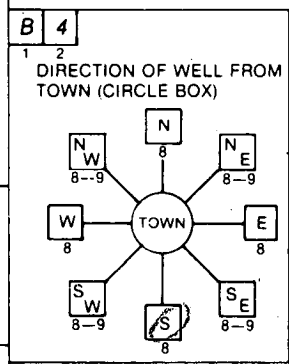 B 4
1 2
DIRECTION OF WELL FROM
TOWN (CIRCLE BOX)
N
8
N W
8--9
N E
8-9
W
8
TOWN
E
8
S W
8-9
S
8
S E
8-9